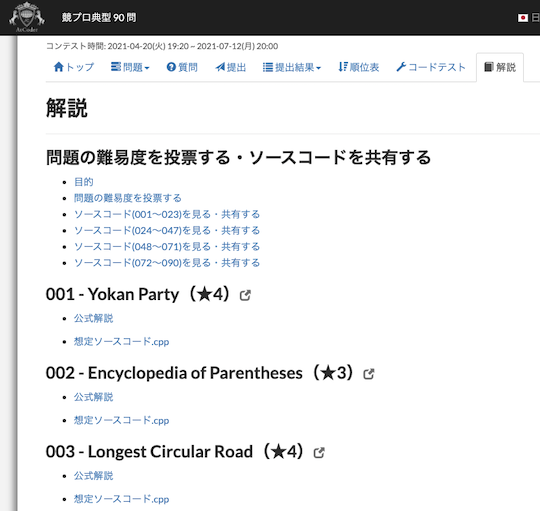 AtCoder
競プロ典型 90 問
日
コンテスト時間: 2021-04-20(火) 19:20 ~ 2021-07-12(月) 20:00
トップ 問題 質問 提出 提出結果 順位表 コードテスト 解説
解説
問題の難易度を投票する・ソースコードを共有する
目的
問題の難易度を投票する
ソースコード(001〜023)を見る・共有する
ソースコード(024〜047)を見る・共有する
ソースコード(048〜071)を見る・共有する
ソースコード(072〜090)を見る・共有する
001 - Yokan Party（★4）
公式解説
想定ソースコード.cpp
002 - Encyclopedia of Parentheses（★3）
公式解説
想定ソースコード.cpp
003 - Longest Circular Road（★4）
公式解説
想定ソースコード.cpp